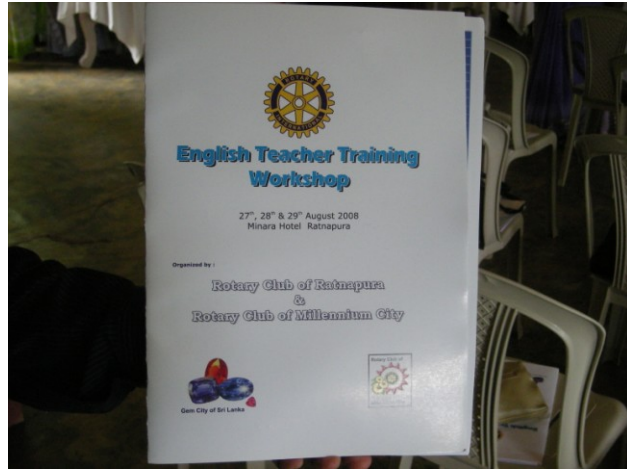 ROTARY
INTERNATIONAL
English Teacher Training
Workshop
27th, 28th & 29th August 2008
Minara Hotel Ratnapura
Organised by :
Rotary Club of Ratnapura
&
Rotary Club of Millennium City
Gem City of Sri Lanka
Rotary Club of